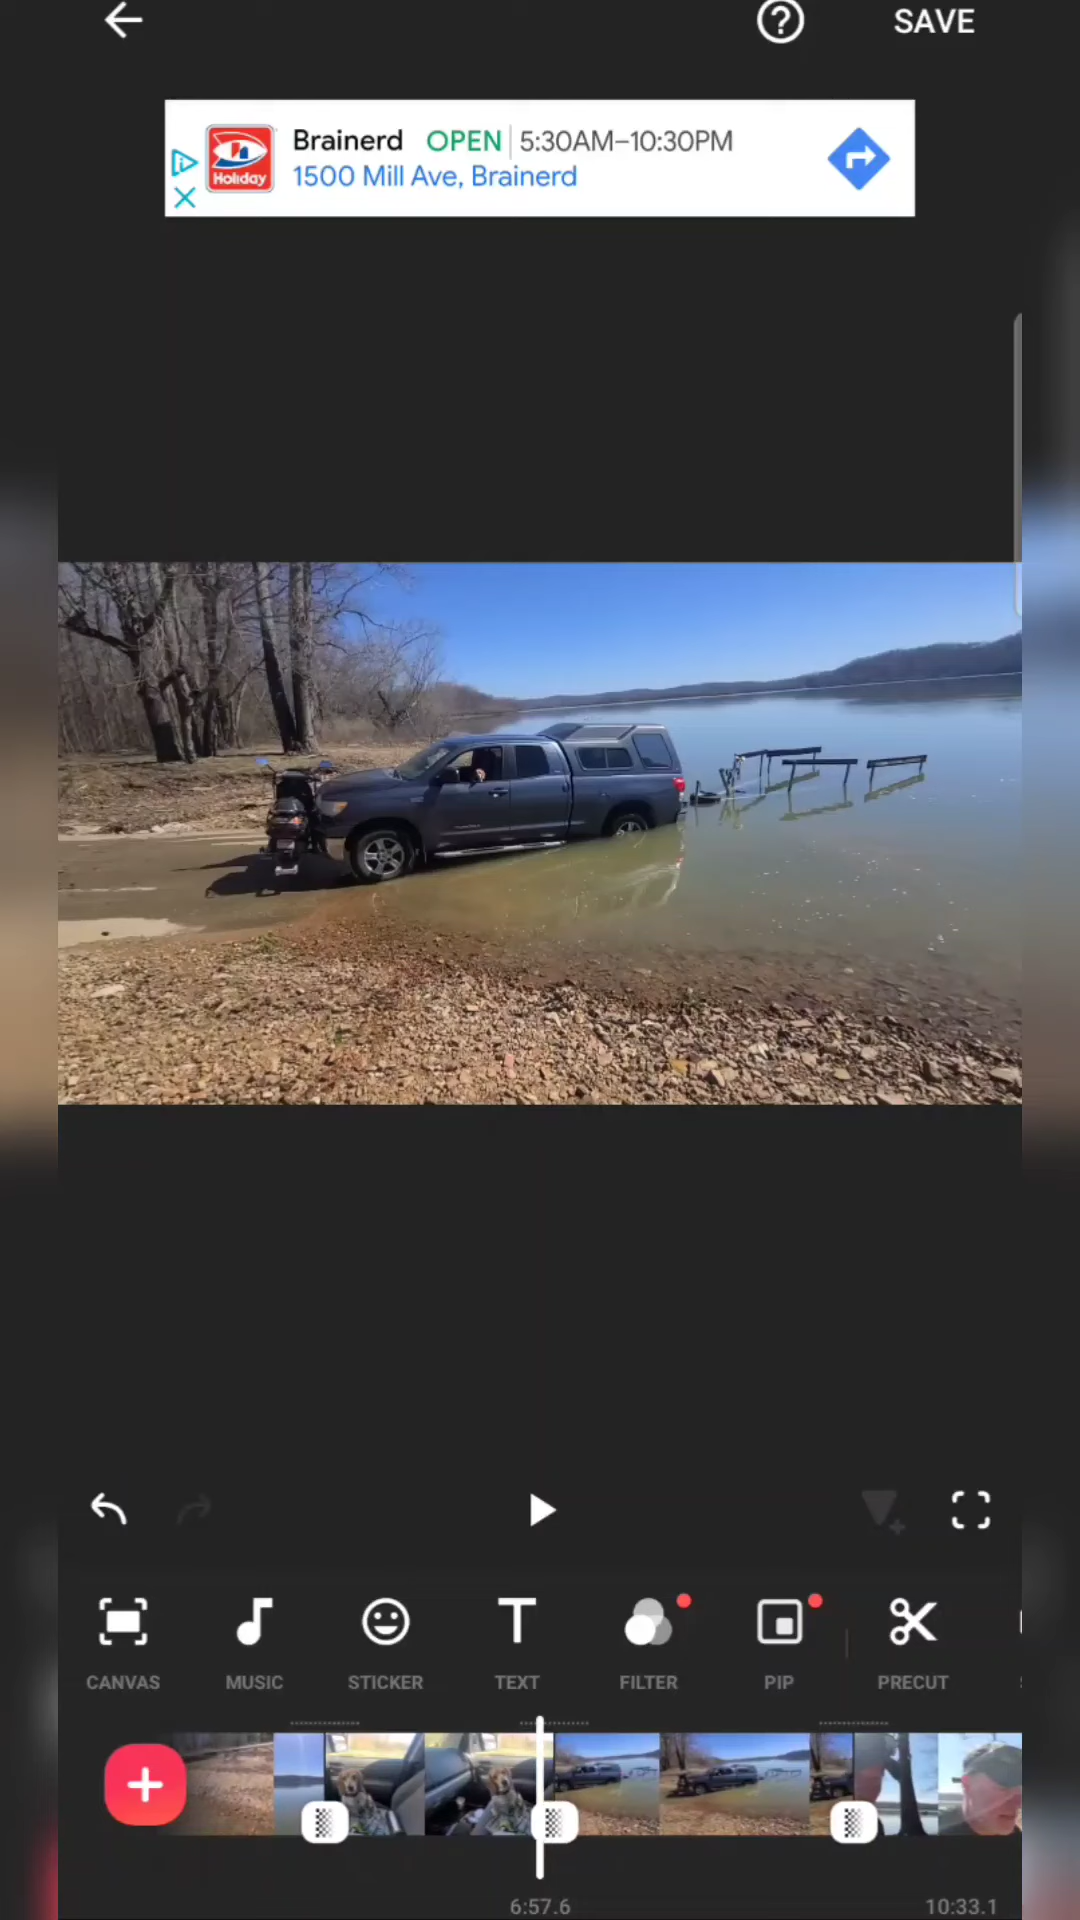 SAVE
Brainerd OPEN 5:30AM–10:30PM
Holiday
1500 Mill Ave, Brainerd
CANVAS MUSIC STICKER TEXT FILTER PIP PRECUT
6:57.6 10:33.1